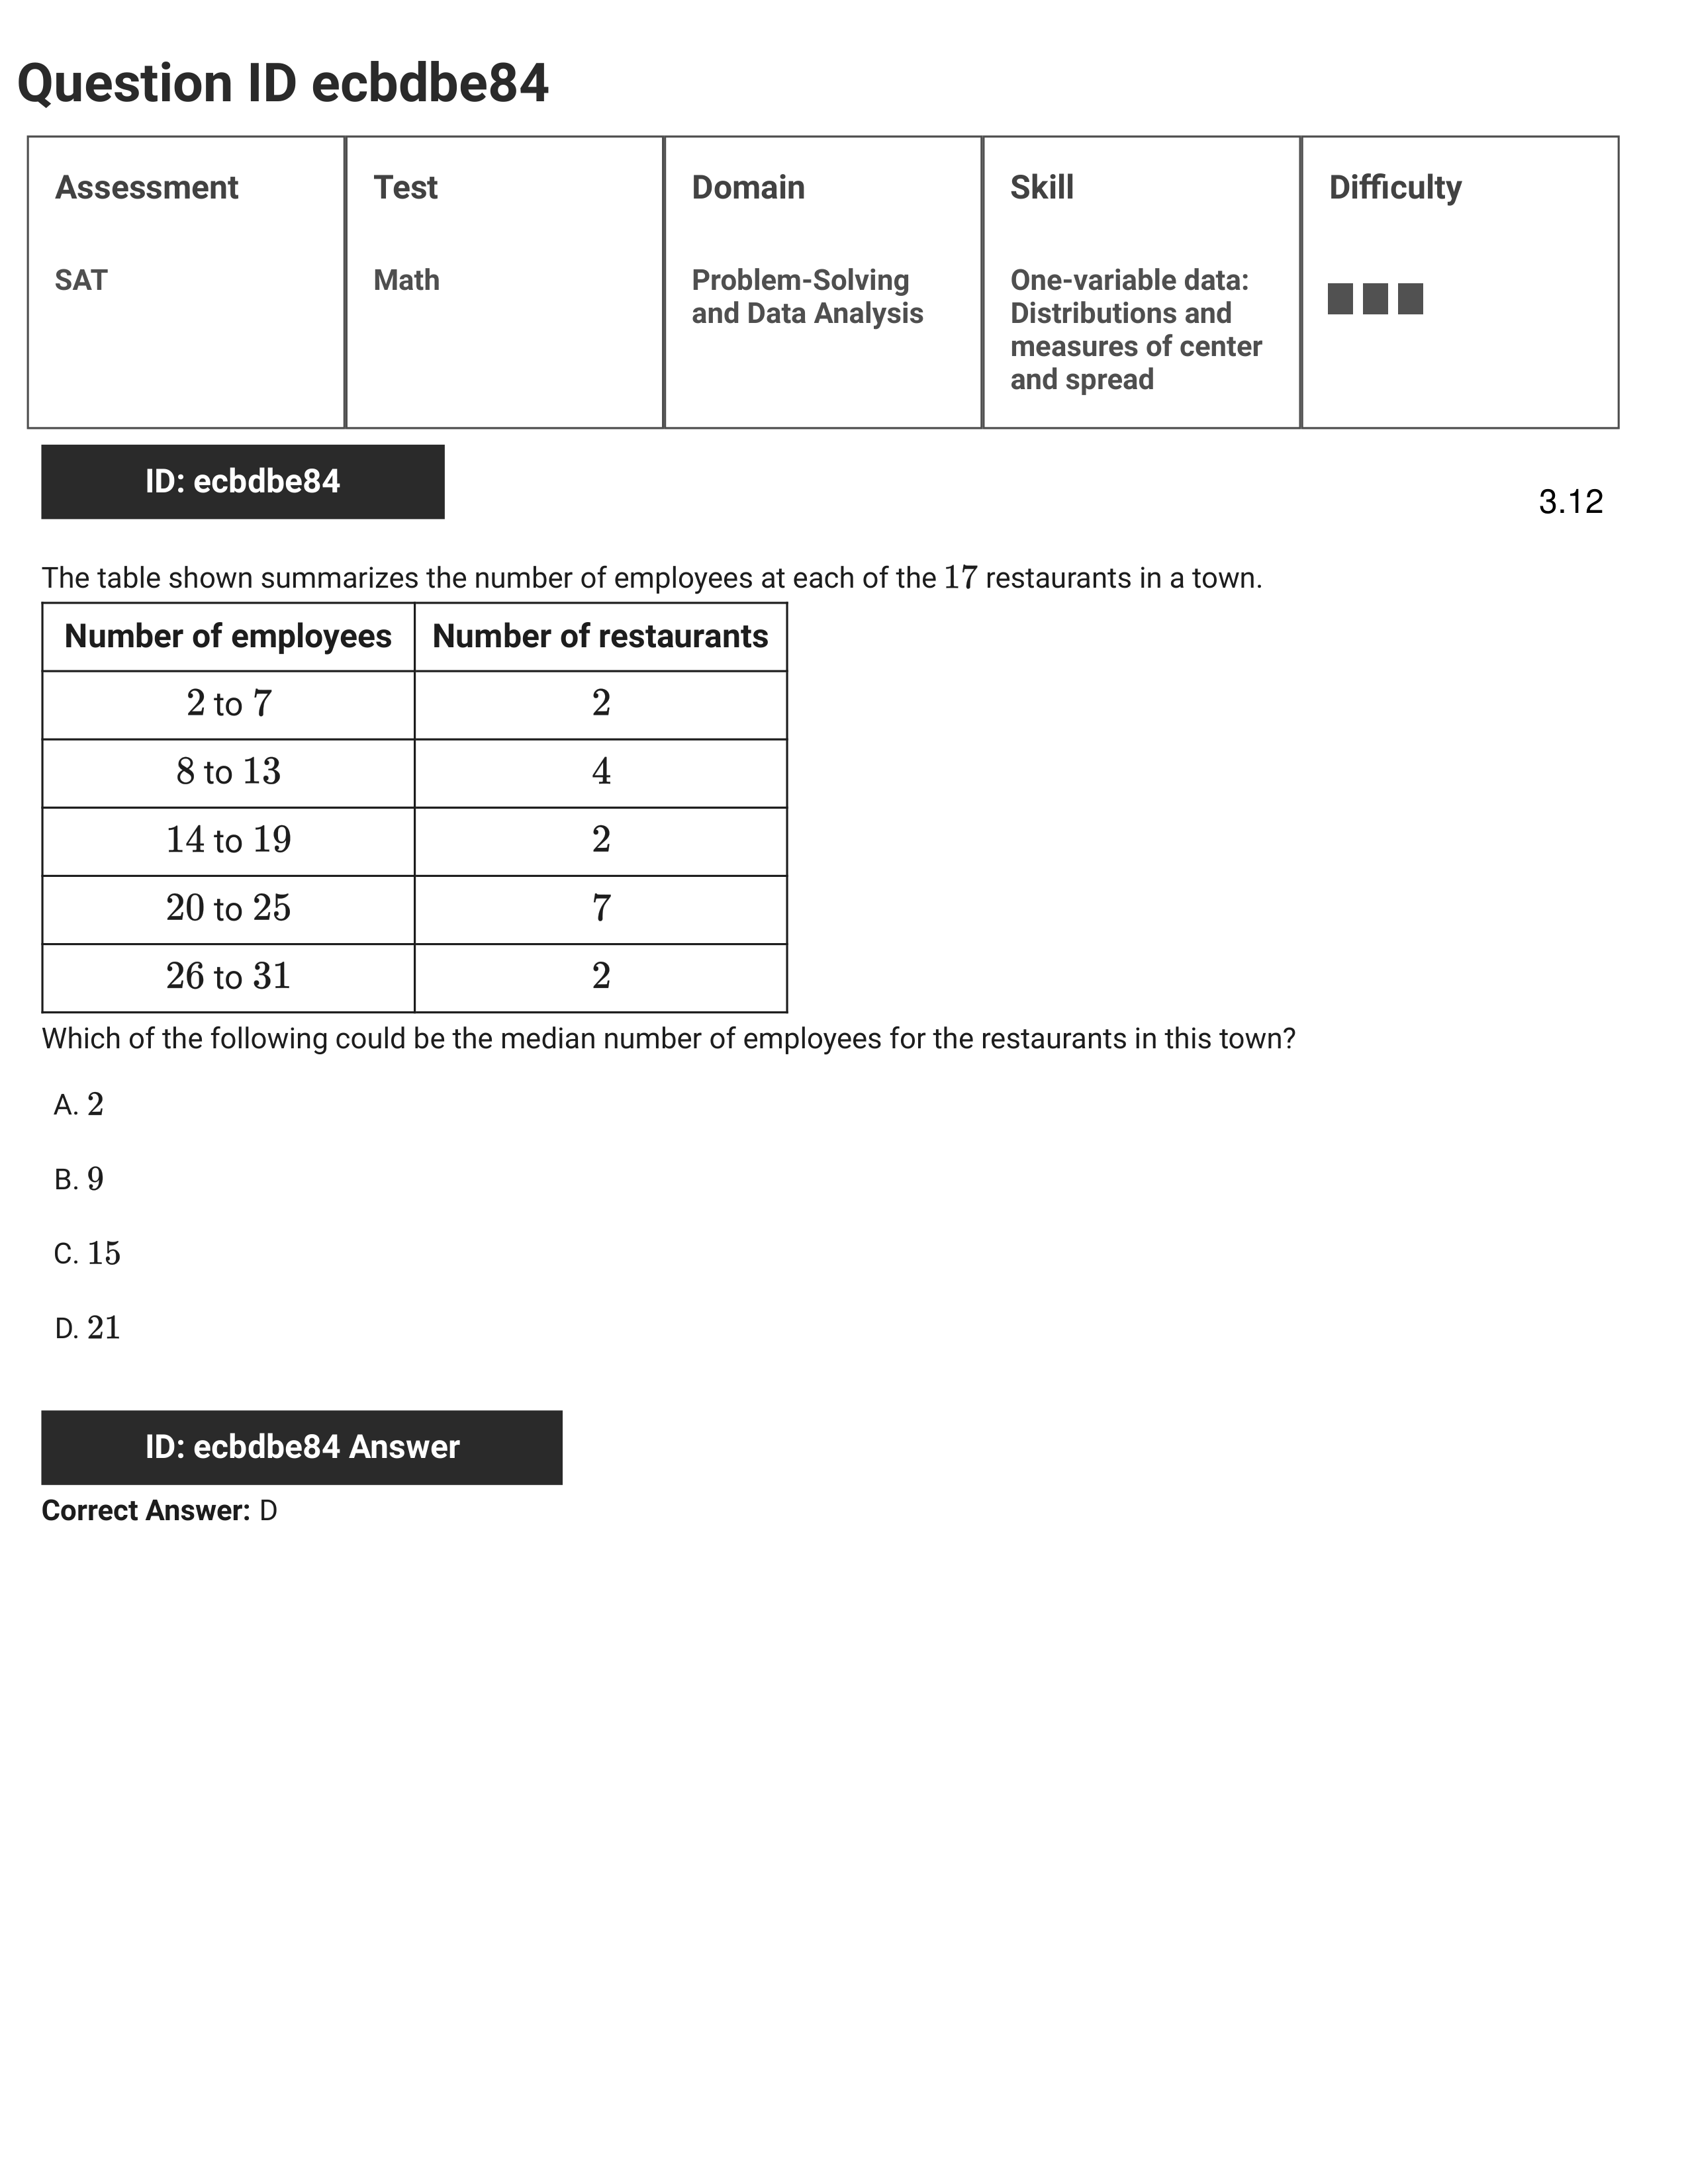 Question ID ecbdbe84
Assessment Test Domain Skill Difficulty
SAT Math Problem-Solving and Data Analysis One-variable data: Distributions and measures of center and spread
ID: ecbdbe84
3.12
The table shown summarizes the number of employees at each of the 17 restaurants in a town.
Number of employees Number of restaurants
2 to 7 2
8 to 13 4
14 to 19 2
20 to 25 7
26 to 31 2
Which of the following could be the median number of employees for the restaurants in this town?
A. 2
B. 9
C. 15
D. 21
ID: ecbdbe84 Answer
Correct Answer: D